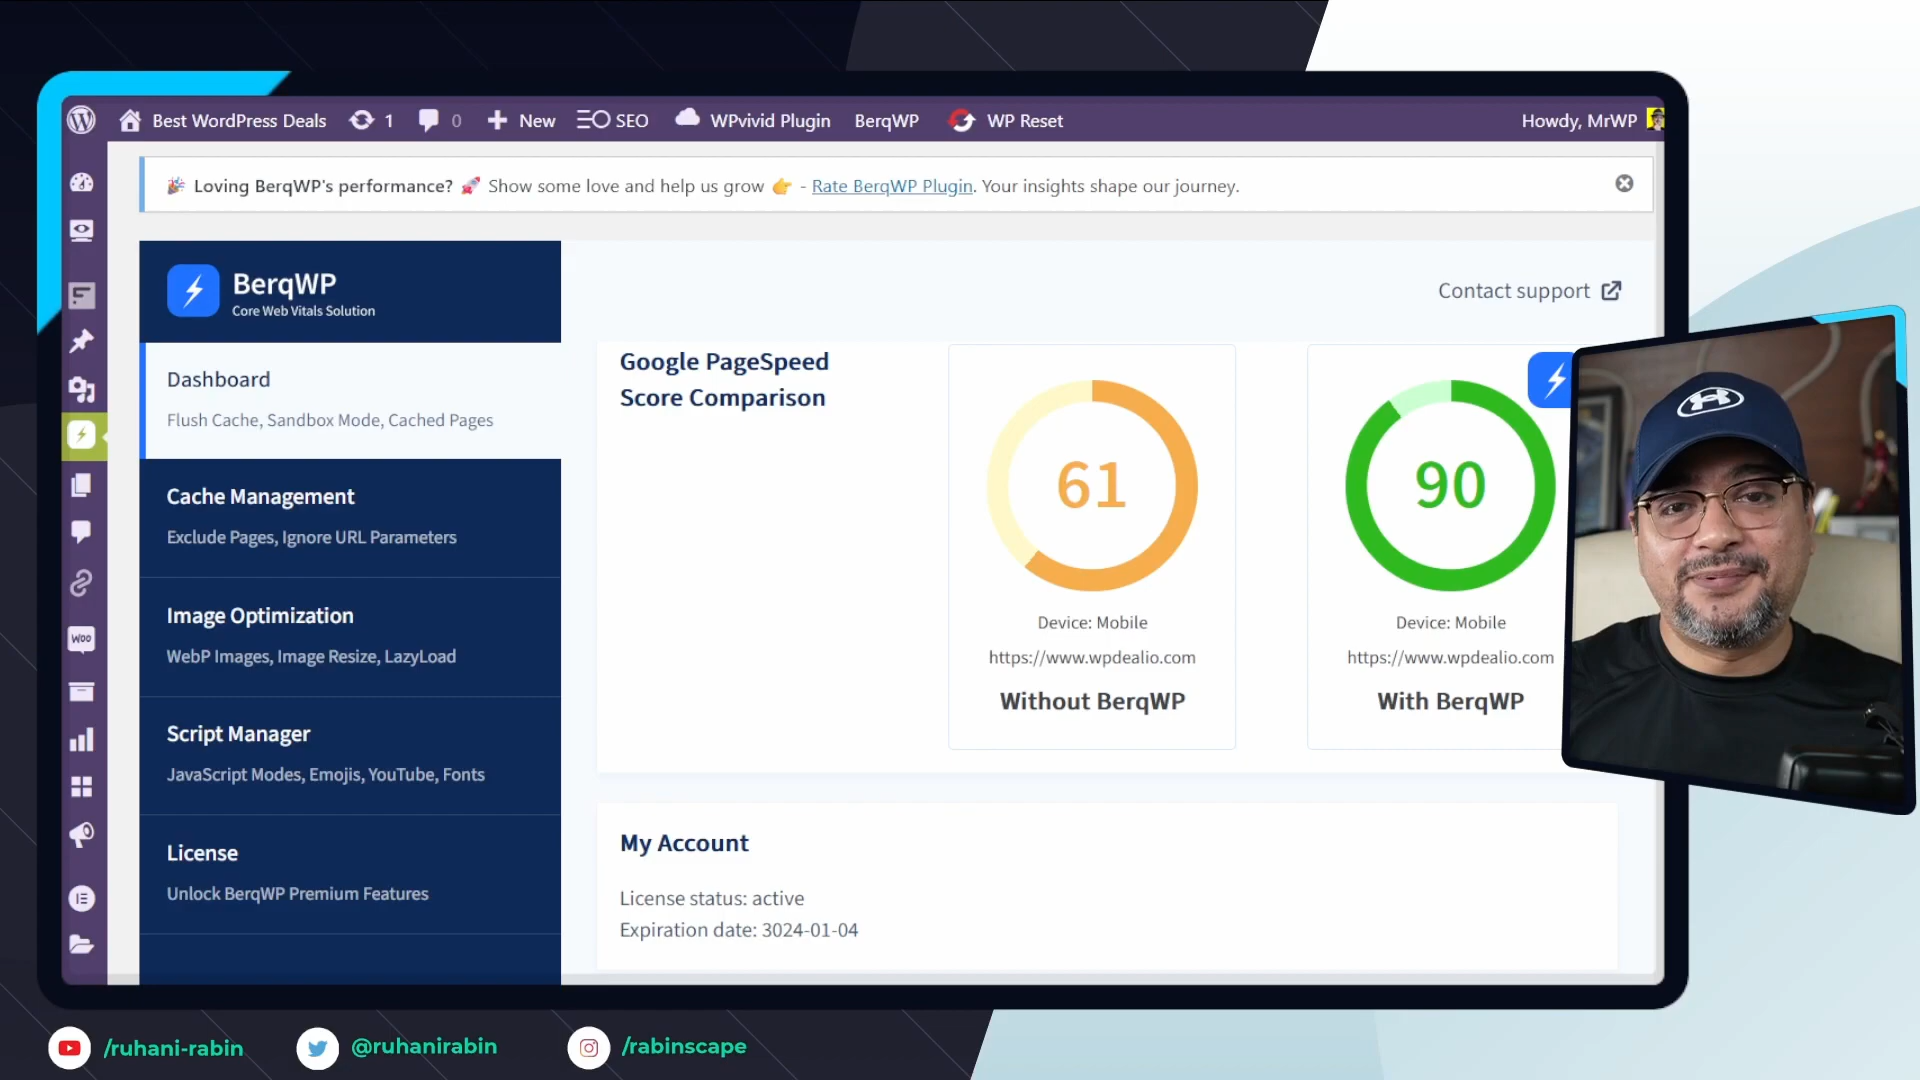 Best WordPress Deals 1 0 New SEO WPvivid Plugin BerqWP WP Reset Howdy, MrWP
Loving BerqWP's performance? Show some love and help us grow - Rate BerqWP Plugin. Your insights shape our journey.
BerqWP
Core Web Vitals Solution
Contact support
Dashboard
Flush Cache, Sandbox Mode, Cached Pages
Cache Management
Exclude Pages, Ignore URL Parameters
Image Optimization
WebP Images, Image Resize, LazyLoad
Script Manager
JavaScript Modes, Emojis, YouTube, Fonts
License
Unlock BerqWP Premium Features
Woo
Google PageSpeed
Score Comparison
61
Device: Mobile
https://www.wpdealio.com
Without BerqWP
90
Device: Mobile
https://www.wpdealio.com
With BerqWP
My Account
License status: active
Expiration date: 3024-01-04
/ruhani-rabin
@ruhanirabin
/rabinscape